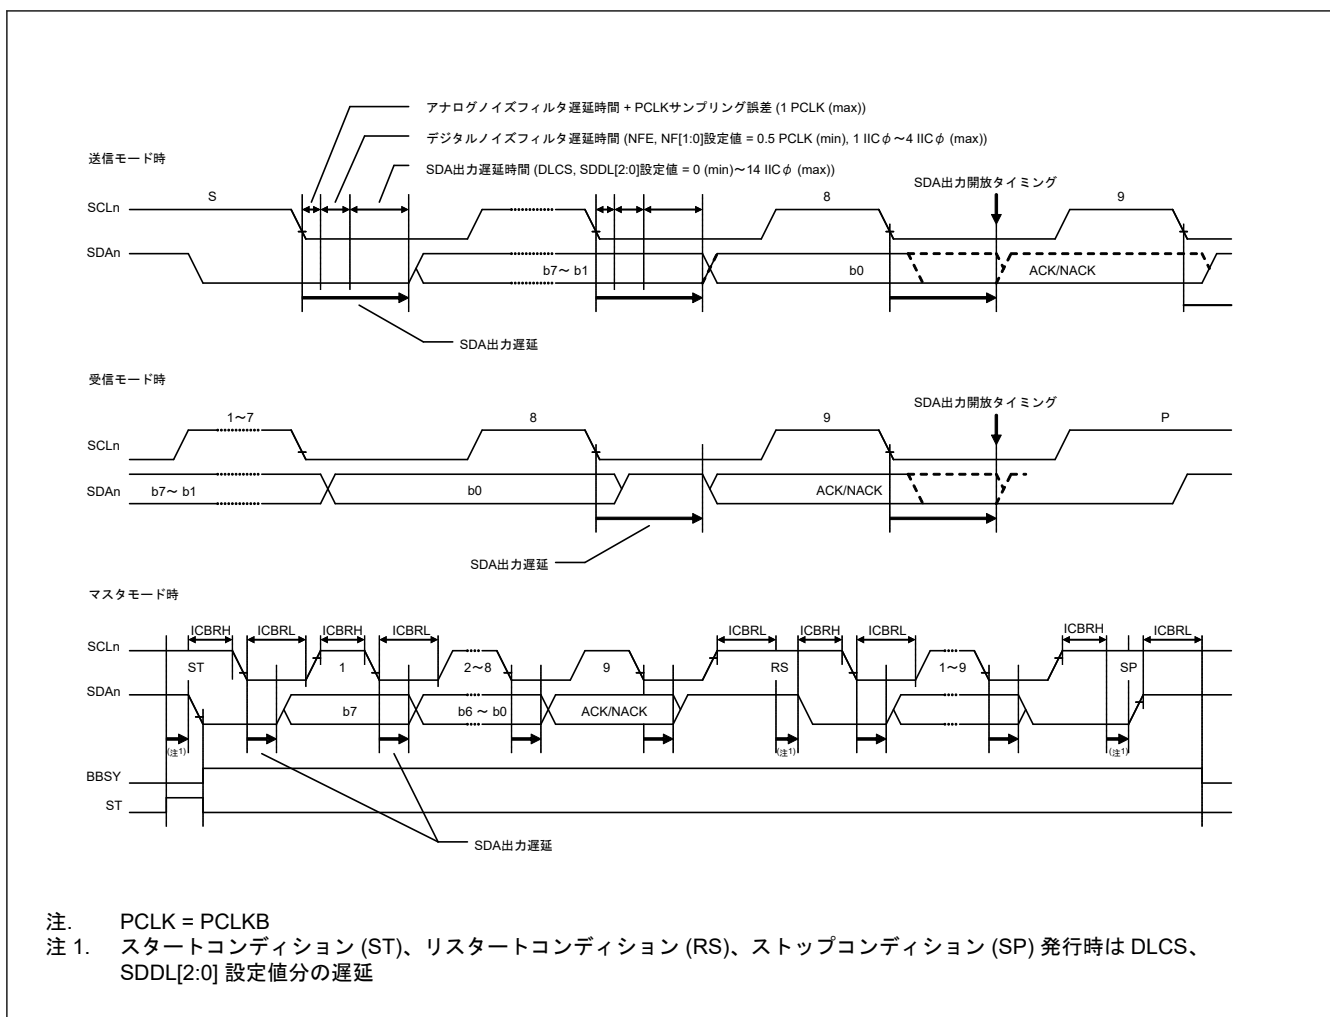 アナログノイズフィルタ遅延時間 + PCLKサンプリング誤差 (1 PCLK (max))
デジタルノイズフィルタ遅延時間 (NFE, NF[1:0]設定値 = 0.5 PCLK (min), 1 IICφ～4 IICφ (max))
送信モード時
SDA出力遅延時間 (DLCS, SDDL[2:0]設定値 = 0 (min)～14 IICφ (max))
SDA出力開放タイミング
S 8 9
SCLn
SDAn
b7～ b1 b0 ACK/NACK
SDA出力遅延
受信モード時
SDA出力開放タイミング
1～7 8 9 P
SCLn
SDAn b7～ b1 b0 ACK/NACK
SDA出力遅延
マスタモード時
ICBRH ICBRL ICBRH ICBRL ICBRL ICBRH ICBRL ICBRH ICBRL
SCLn
ST 1 2～8 9 RS 1～9 SP
SDAn
b7 b6 ～ b0 ACK/NACK
(注1) (注1) (注1)
BBSY
ST
SDA出力遅延
注. PCLK = PCLKB
注 1. スタートコンディション (ST)、リスタートコンディション (RS)、ストップコンディション (SP) 発行時は DLCS、
SDDL[2:0] 設定値分の遅延